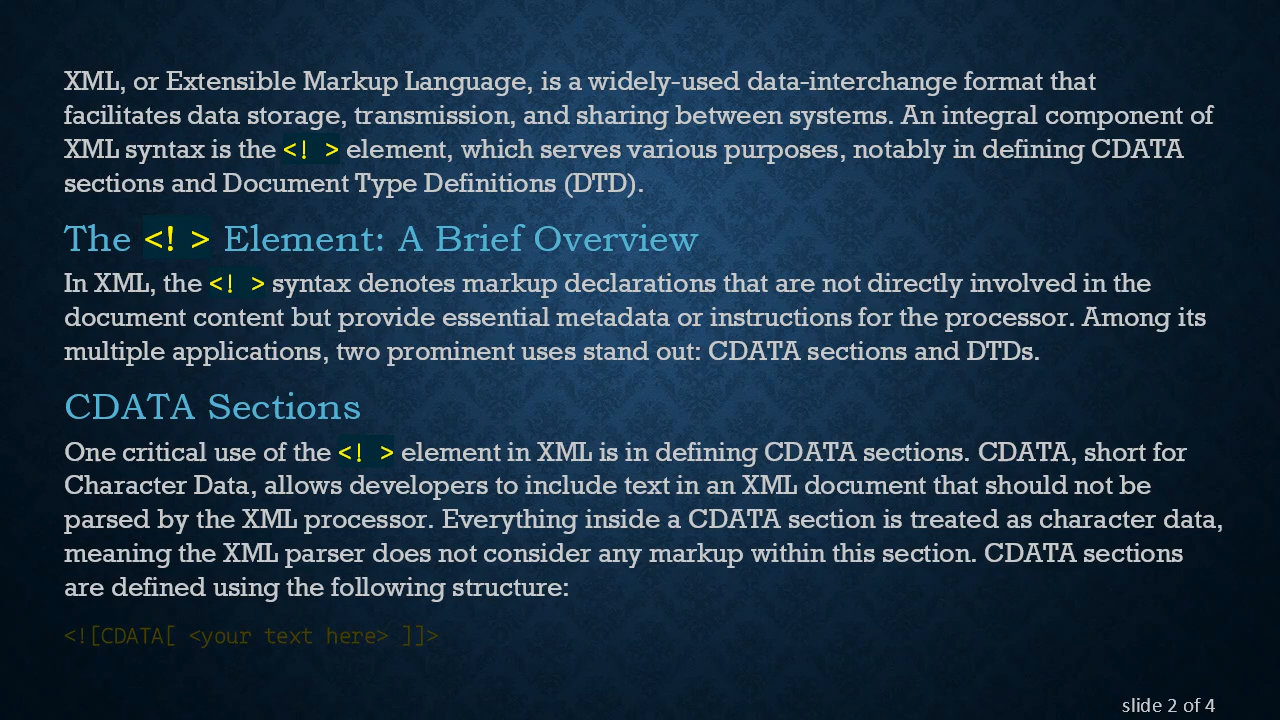 XML, or Extensible Markup Language, is a widely-used data-interchange format that
facilitates data storage, transmission, and sharing between systems. An integral component of
XML syntax is the <! > element, which serves various purposes, notably in defining CDATA
sections and Document Type Definitions (DTD).
The <! > Element: A Brief Overview
In XML, the <! > syntax denotes markup declarations that are not directly involved in the
document content but provide essential metadata or instructions for the processor. Among its
multiple applications, two prominent uses stand out: CDATA sections and DTDs.
CDATA Sections
One critical use of the <! > element in XML is in defining CDATA sections. CDATA, short for
Character Data, allows developers to include text in an XML document that should not be
parsed by the XML processor. Everything inside a CDATA section is treated as character data,
meaning the XML parser does not consider any markup within this section. CDATA sections
are defined using the following structure:
<![CDATA[ <your text here> ]]>
slide 2 of 4